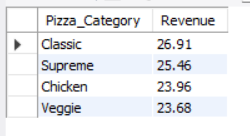 Pizza_Category Revenue
Classic 26.91
Supreme 25.46
Chicken 23.96
Veggie 23.68